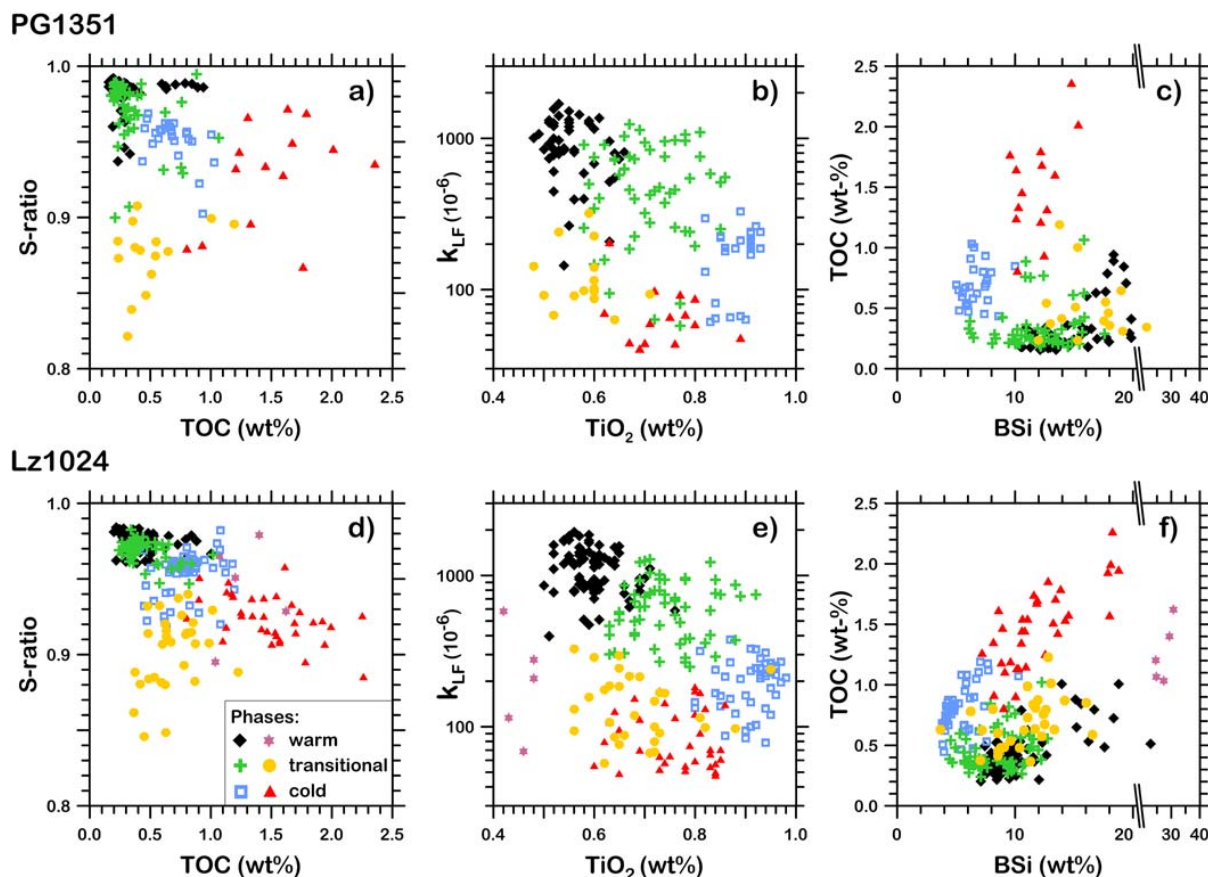 PG1351
a)
1.0
0.9
0.8
S-ratio
0.0 0.5 1.0 1.5 2.0 2.5
TOC (wt%)
b)
1000
100
kLF (10-6)
0.4 0.6 0.8 1.0
TiO2 (wt%)
c)
2.5
2.0
1.5
1.0
0.5
0.0
TOC (wt-%)
0 10 20 30 40
BSi (wt%)
Lz1024
d)
1.0
0.9
0.8
S-ratio
Phases:
warm
transitional
cold
0.0 0.5 1.0 1.5 2.0 2.5
TOC (wt%)
e)
1000
100
kLF (10-6)
0.4 0.6 0.8 1.0
TiO2 (wt%)
f)
2.5
2.0
1.5
1.0
0.5
0.0
TOC (wt-%)
0 10 20 30 40
BSi (wt%)